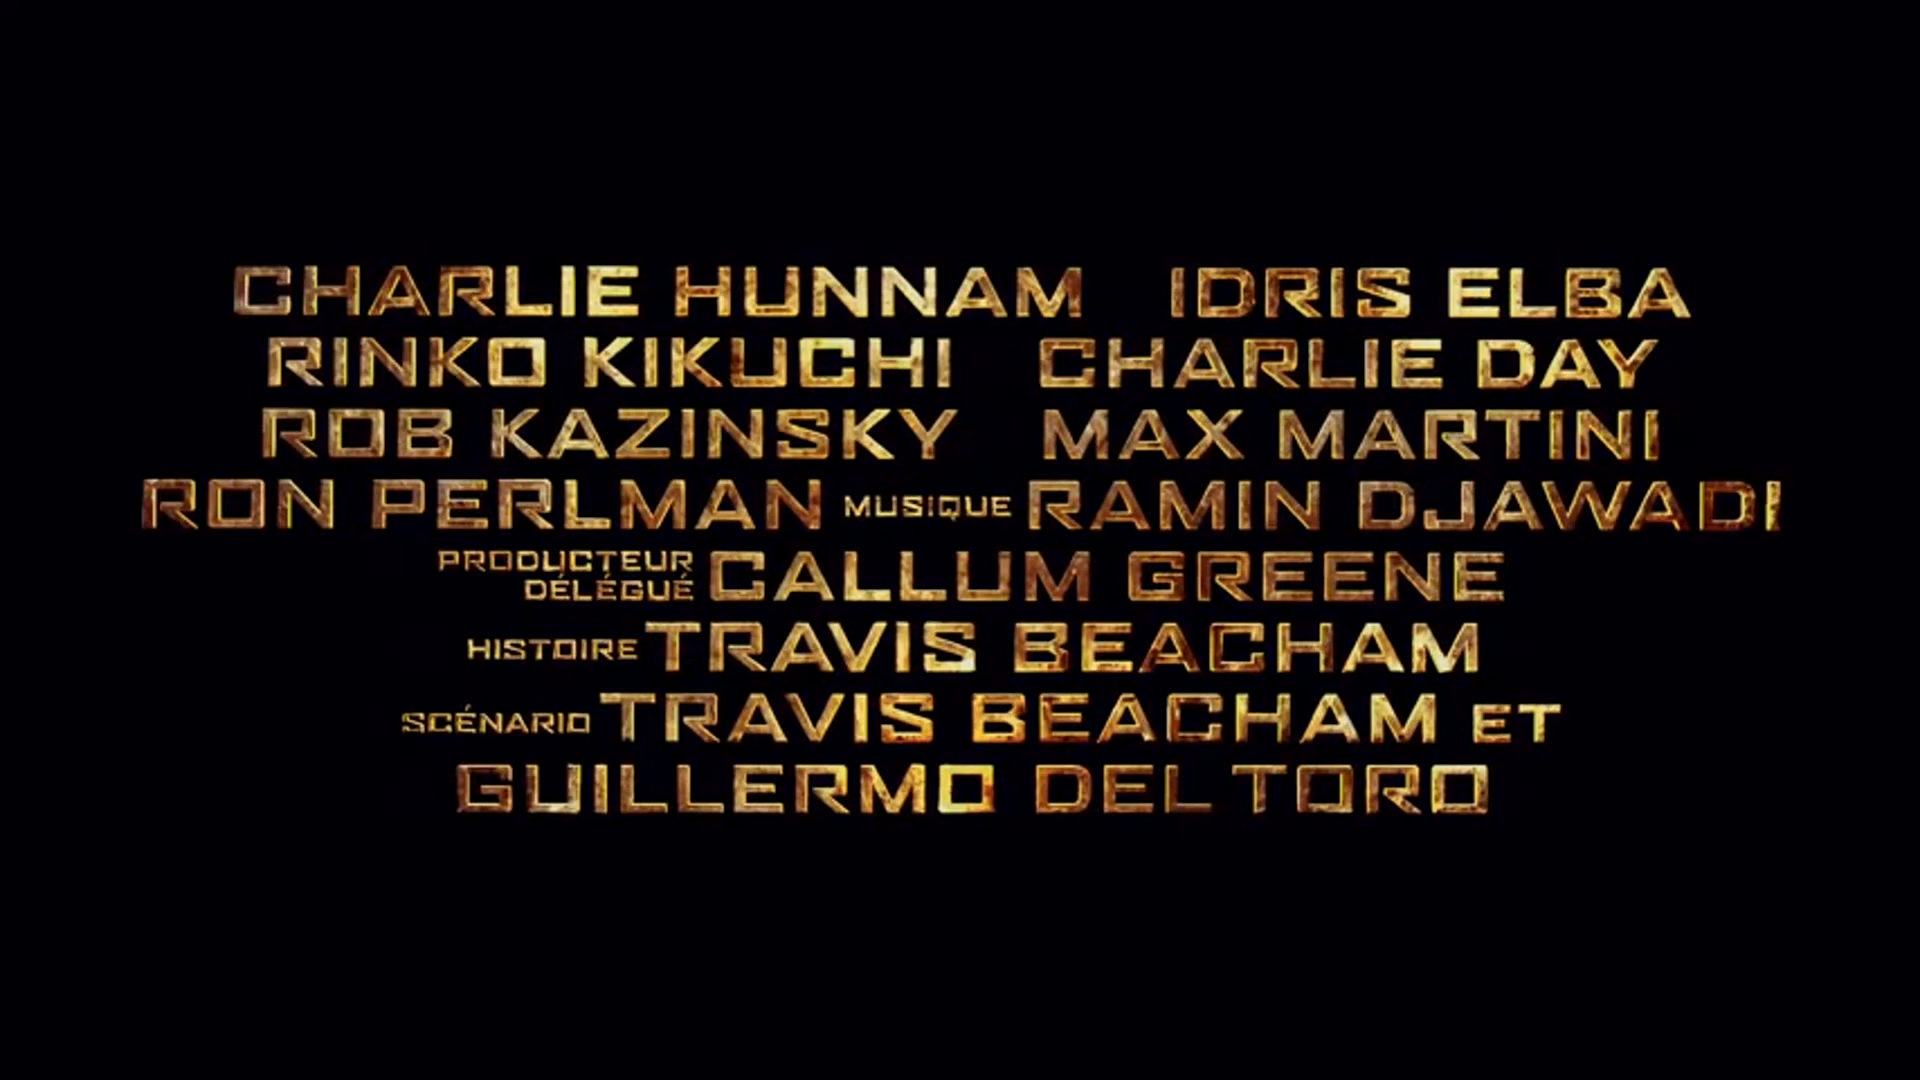 CHARLIE HUNNAM IDRIS ELBA
RINKO KIKUCHI CHARLIE DAY
ROB KAZINSKY MAX MARTINI
RON PERLMAN MUSIQUE RAMIN DJAWADI
PRODUCTEUR DÉLÉGUÉ CALLUM GREENE
HISTOIRE TRAVIS BEACHAM
SCÉNARIO TRAVIS BEACHAM ET
GUILLERMO DEL TORO